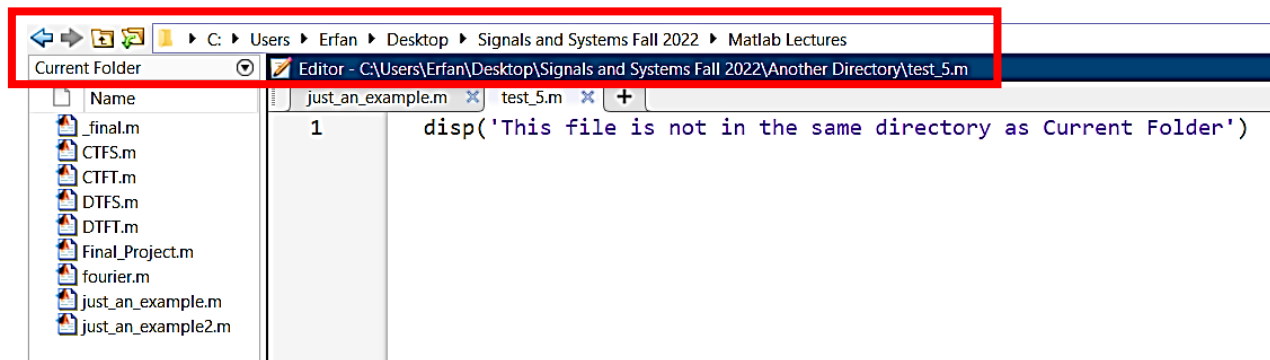 C: Users Erfan Desktop Signals and Systems Fall 2022 Matlab Lectures
Current Folder
Editor - C:\Users\Erfan\Desktop\Signals and Systems Fall 2022\Another Directory\test_5.m
Name
just_an_example.m test_5.m +
1 disp('This file is not in the same directory as Current Folder')
_final.m
CTFS.m
CTFT.m
DTFS.m
DTFT.m
Final_Project.m
fourier.m
just_an_example.m
just_an_example2.m